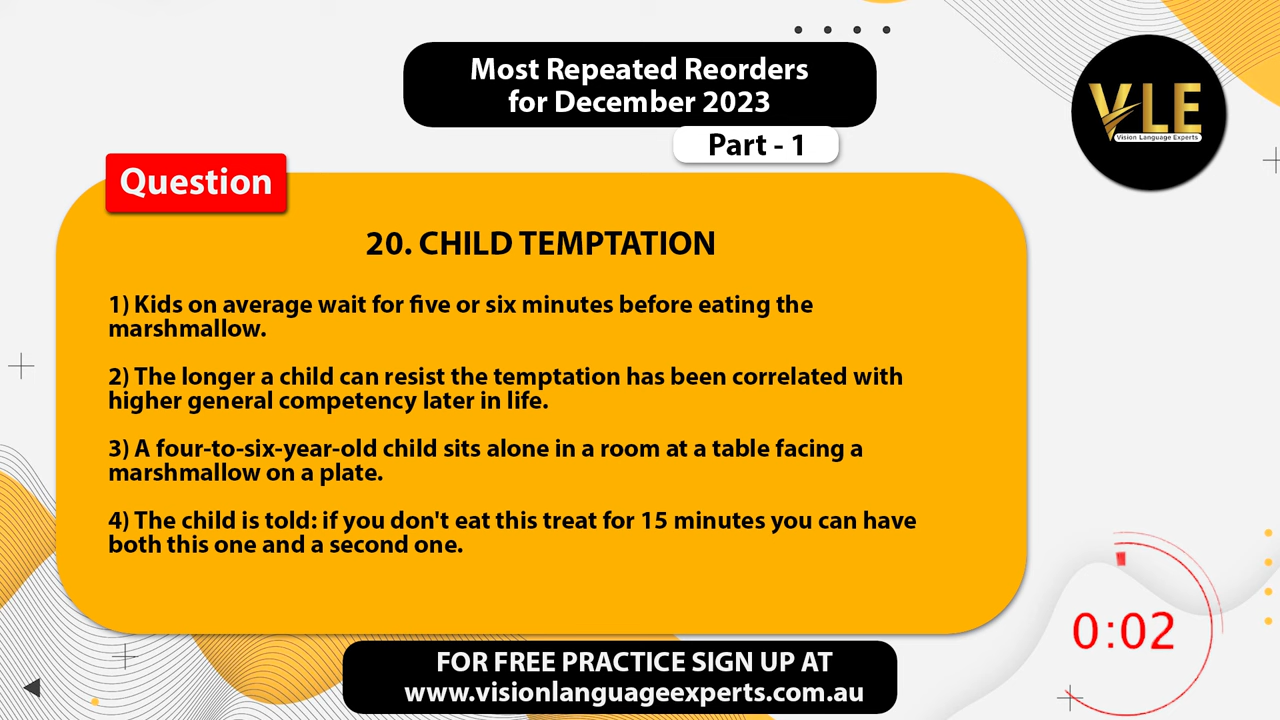 Most Repeated Reorders
for December 2023
Part - 1
VLE
Vision Language Experts
Question
20. CHILD TEMPTATION
1) Kids on average wait for five or six minutes before eating the
marshmallow.
2) The longer a child can resist the temptation has been correlated with
higher general competency later in life.
3) A four-to-six-year-old child sits alone in a room at a table facing a
marshmallow on a plate.
4) The child is told: if you don't eat this treat for 15 minutes you can have
both this one and a second one.
0:02
FOR FREE PRACTICE SIGN UP AT
www.visionlanguageexperts.com.au